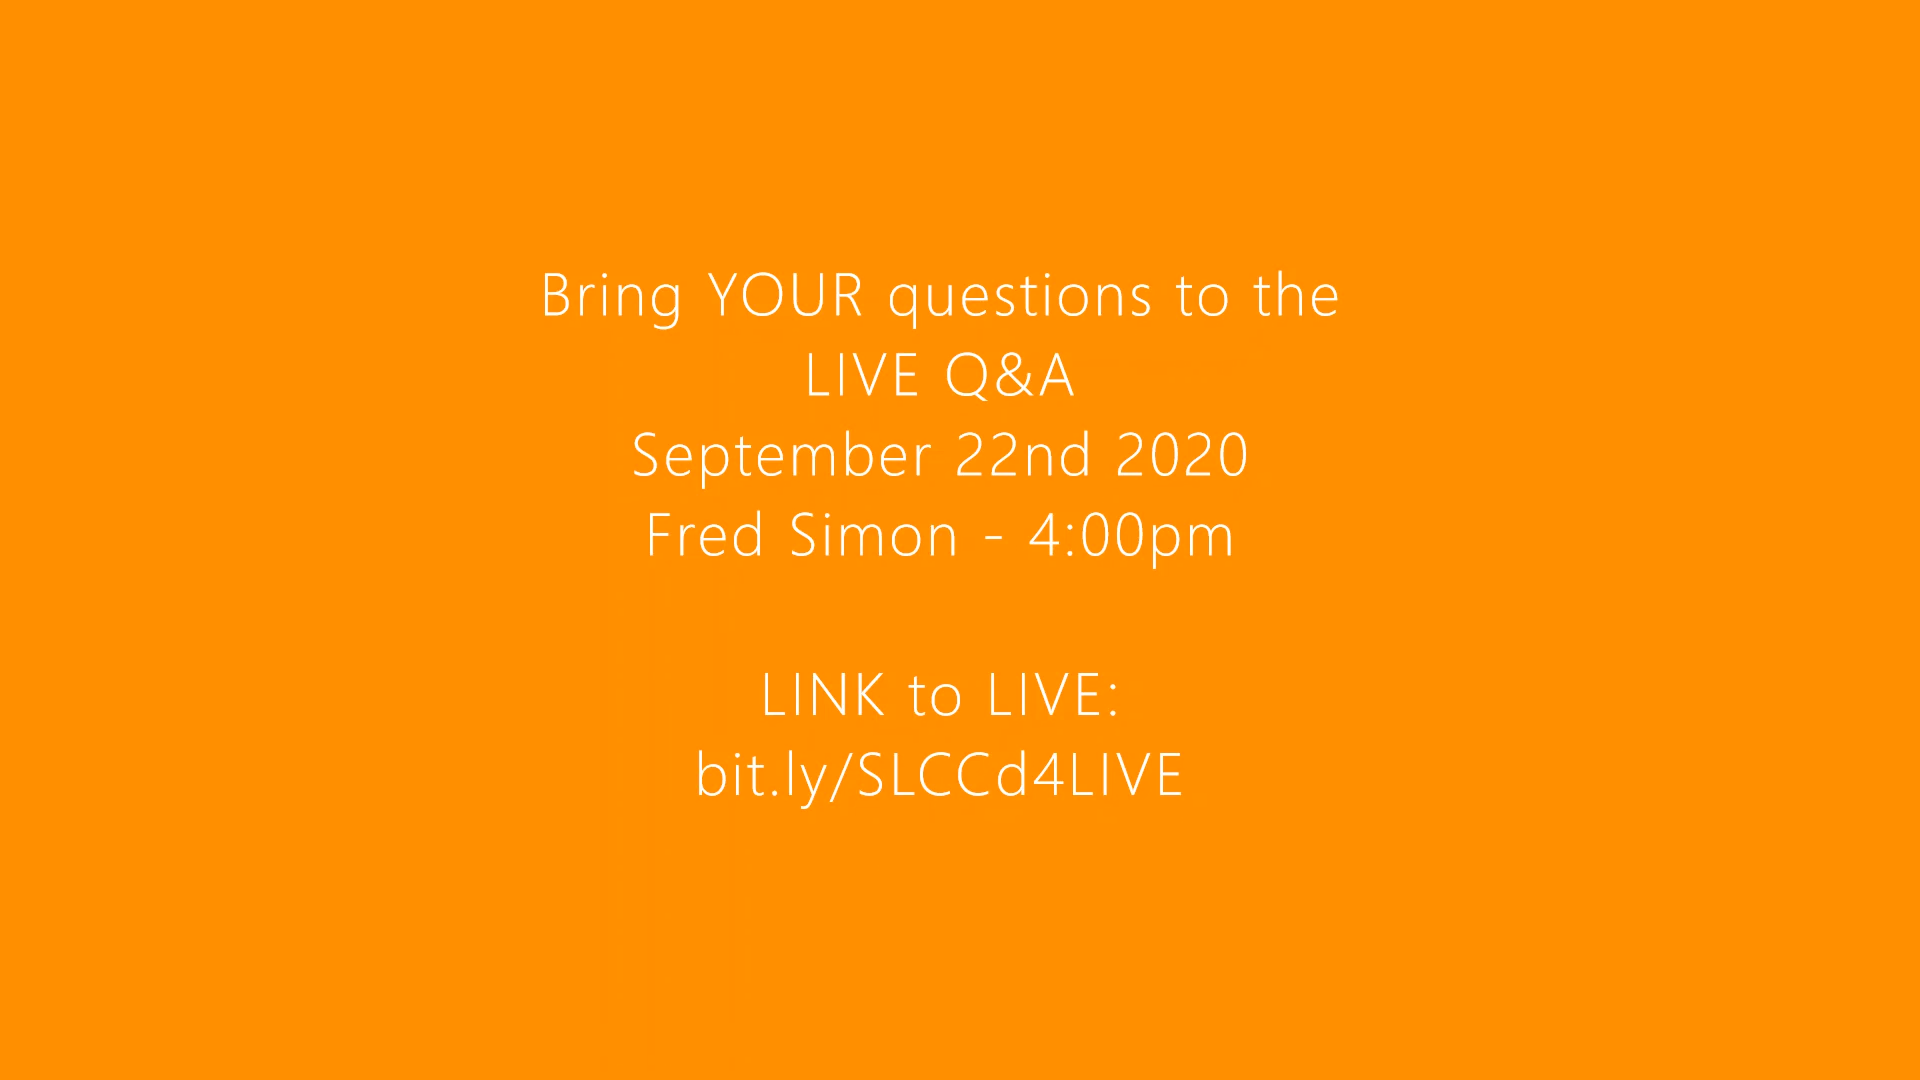 Bring YOUR questions to the
LIVE Q&A
September 22nd 2020
Fred Simon - 4:00pm
LINK to LIVE:
bit.ly/SLCCd4LIVE